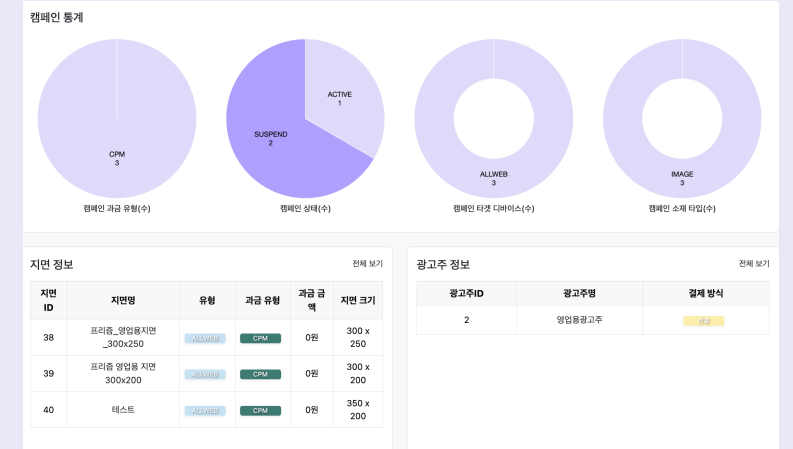 캠페인 통계
CPM
3
ACTIVE
1
SUSPEND
2
ALLWEB
3
IMAGE
3
캠페인 과금 유형(수)
캠페인 상태(수)
캠페인 타겟 디바이스(수)
캠페인 소재 타입(수)
지면 정보
전체 보기
지면 ID
지면명
유형
과금 유형
과금 금액
지면 크기
38
프리즘_영업용지면
_300x250
ALLWEB
CPM
0원
300 x
250
39
프리즘 영업용 지면
300x200
ALLWEB
CPM
0원
300 x
200
40
테스트
ALLWEB
CPM
0원
350 x
200
광고주 정보
전체 보기
광고주ID
광고주명
결제 방식
2
영업용광고주